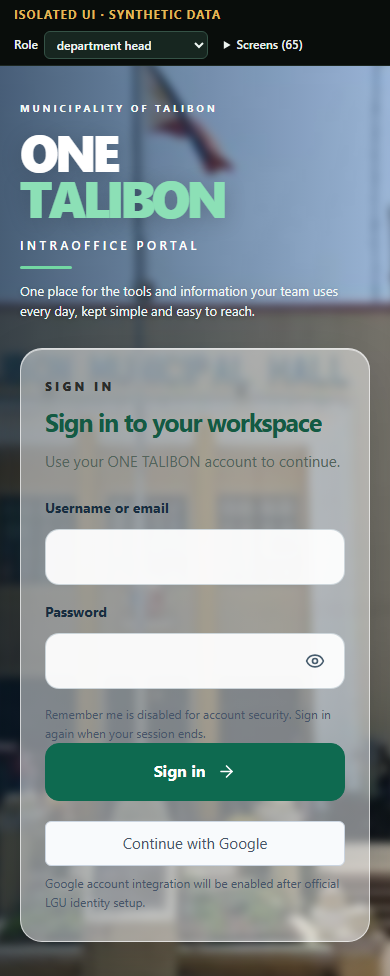 ISOLATED UI · SYNTHETIC DATA
Role department head ▶ Screens (65)
MUNICIPALITY OF TALIBON
ONE
TALIBON
INTRAOFFICE PORTAL
One place for the tools and information your team uses
every day, kept simple and easy to reach.
SIGN IN
Sign in to your workspace
Use your ONE TALIBON account to continue.
Username or email
Password
Remember me is disabled for account security. Sign in
again when your session ends.
Sign in →
Continue with Google
Google account integration will be enabled after official
LGU identity setup.